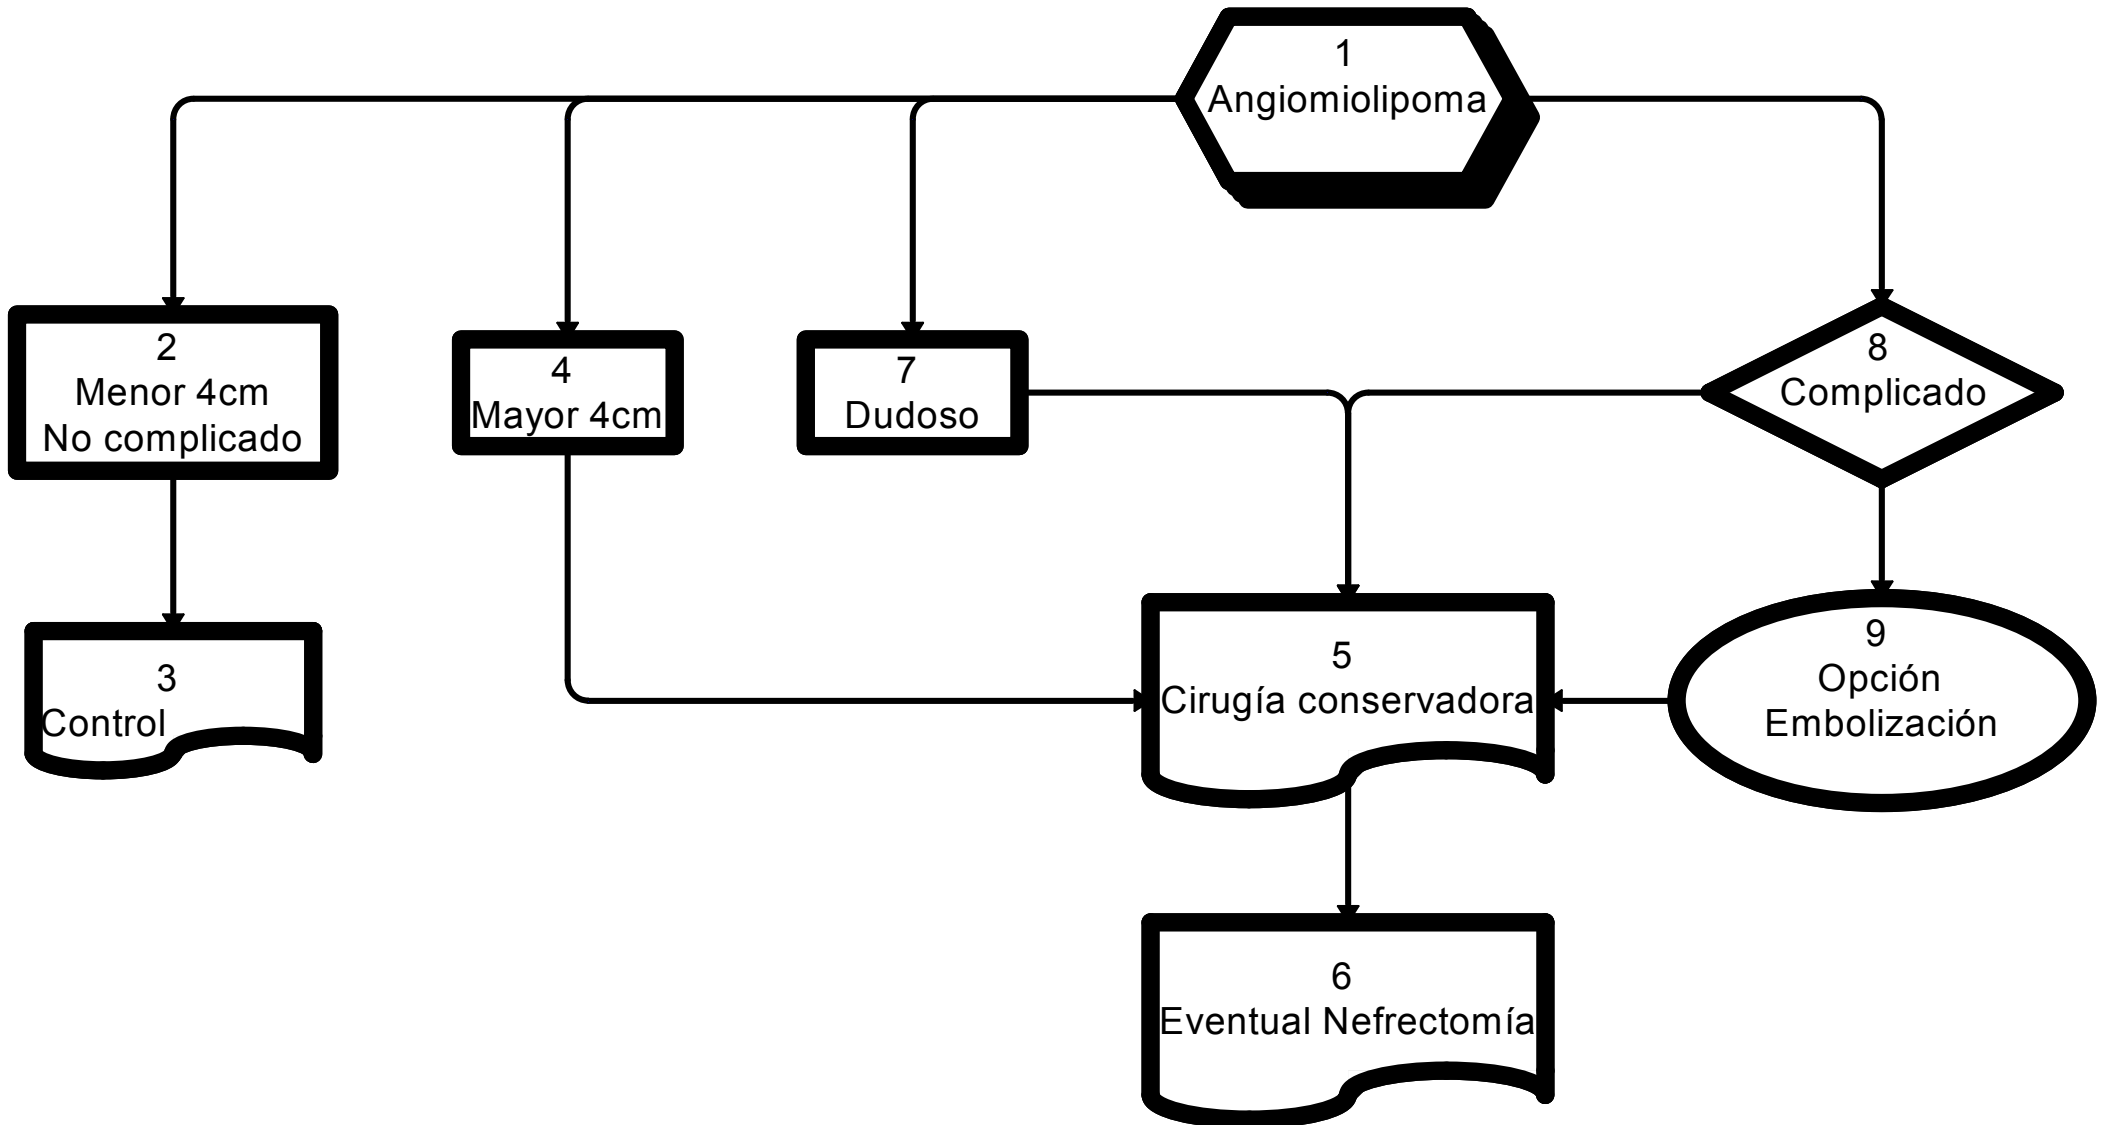 1
Angiomiolipoma
2
Menor 4cm
No complicado
4
Mayor 4cm
7
Dudoso
8
Complicado
3
Control
5
Cirugía conservadora
9
Opción
Embolización
6
Eventual Nefrectomía